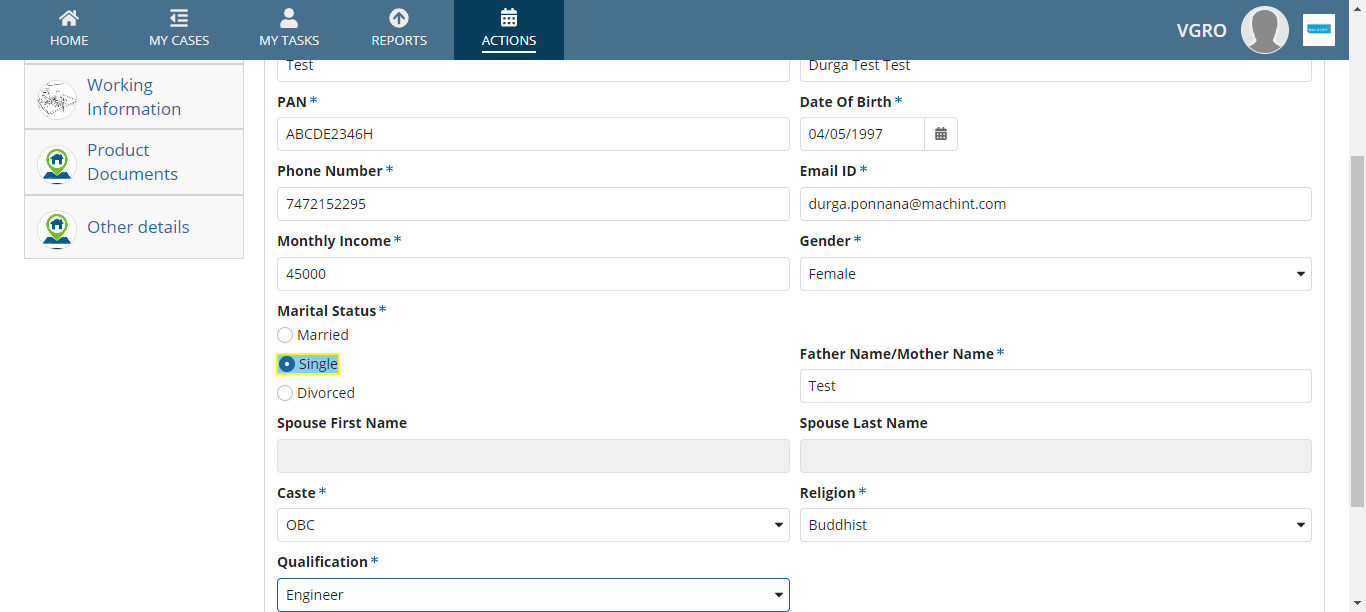 HOME
MY CASES
MY TASKS
REPORTS
ACTIONS
VGRO
Working
Information
Product
Documents
Other details
Test
Durga Test Test
PAN *
Date Of Birth *
ABCDE2346H
04/05/1997
Phone Number *
Email ID *
7472152295
durga.ponnana@machint.com
Monthly Income *
Gender *
45000
Female
Marital Status *
Married
Single
Divorced
Father Name/Mother Name *
Test
Spouse First Name
Spouse Last Name
Caste *
Religion *
OBC
Buddhist
Qualification *
Engineer